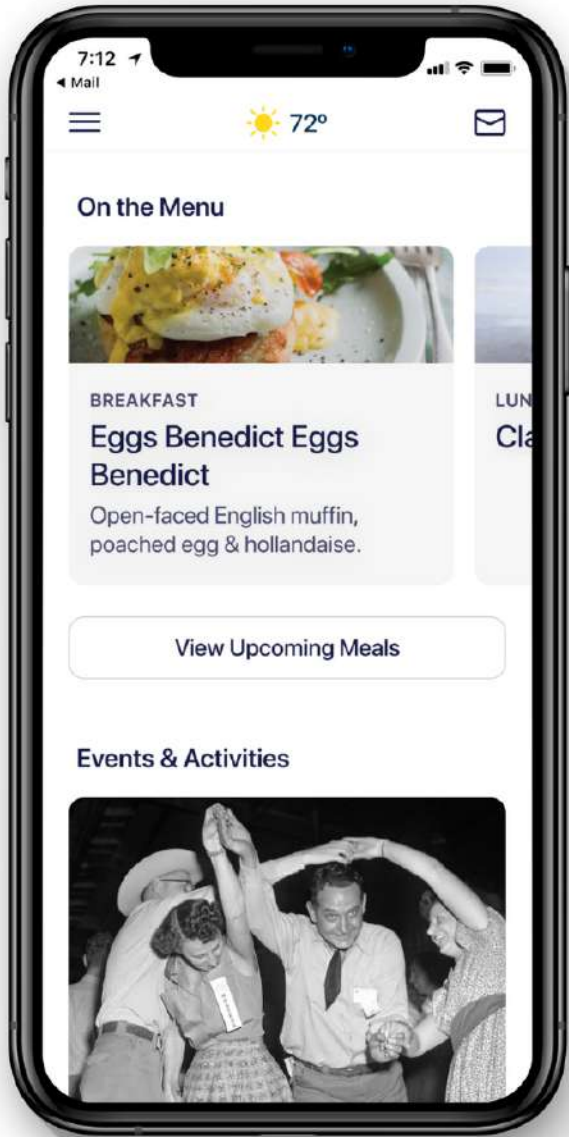 7:12
Mail
72º
On the Menu
BREAKFAST
Eggs Benedict Eggs
Benedict
Open-faced English muffin,
poached egg & hollandaise.
LUN
Cla
View Upcoming Meals
Events & Activities